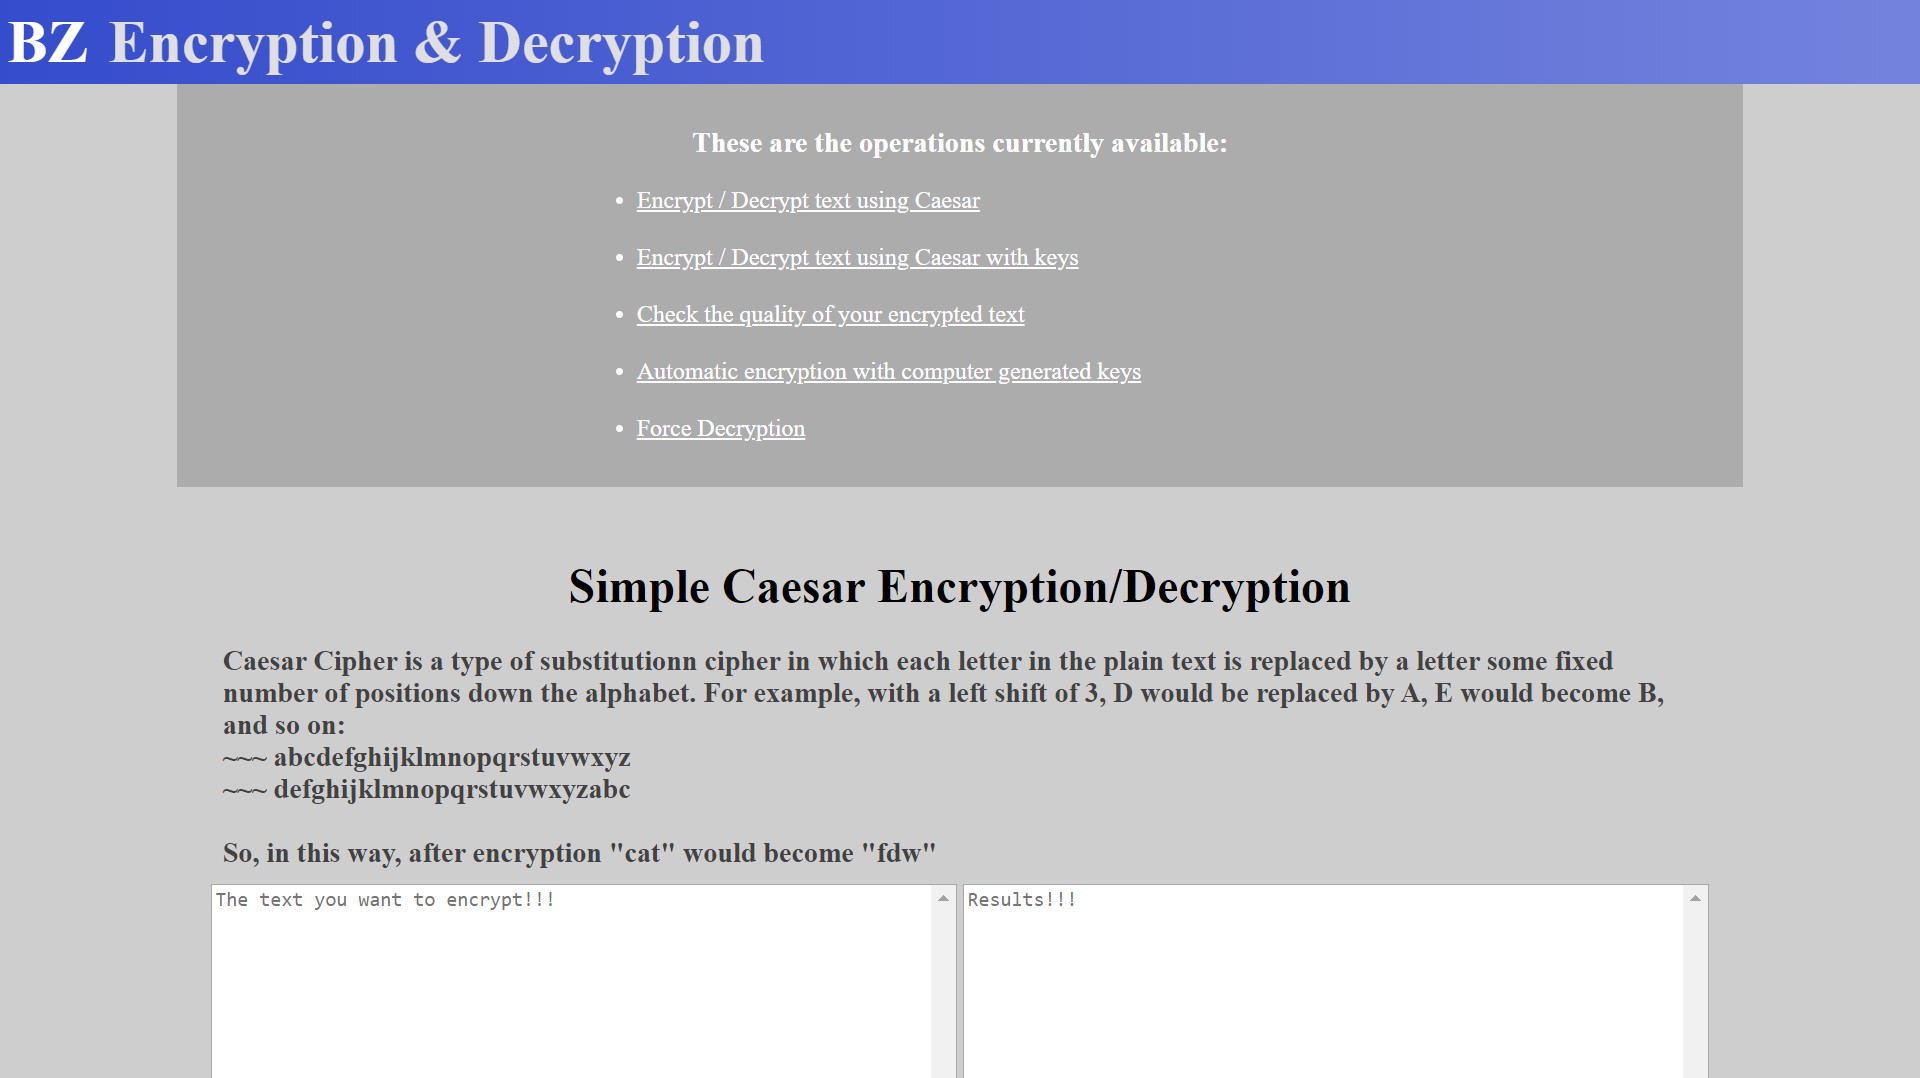 BZ Encryption & Decryption
These are the operations currently available:
• Encrypt / Decrypt text using Caesar
• Encrypt / Decrypt text using Caesar with keys
• Check the quality of your encrypted text
• Automatic encryption with computer generated keys
• Force Decryption
Simple Caesar Encryption/Decryption
Caesar Cipher is a type of substitutionn cipher in which each letter in the plain text is replaced by a letter some fixed
number of positions down the alphabet. For example, with a left shift of 3, D would be replaced by A, E would become B,
and so on:
~~~ abcdefghijklmnopqrstuvwxyz
~~~ defghijklmnopqrstuvwxyzabc
So, in this way, after encryption "cat" would become "fdw"
The text you want to encrypt!!!
Results!!!